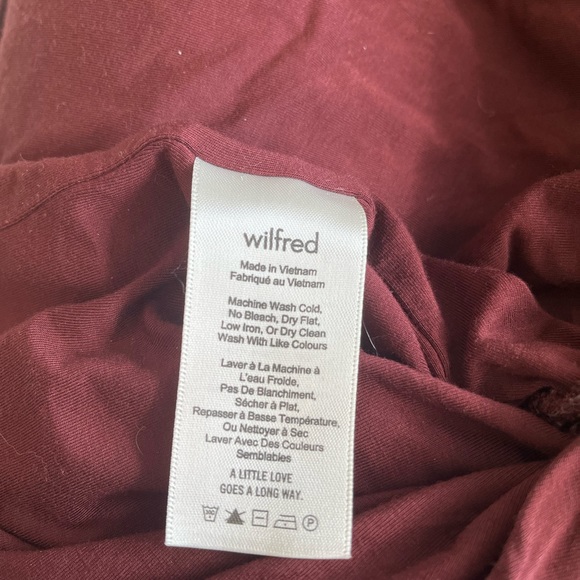 wilfred
Made in Vietnam
Fabriqué au Vietnam
Machine Wash Cold,
No Bleach, Dry Flat,
Low Iron, Or Dry Clean
Wash With Like Colours
Laver à La Machine à
L'eau Froide,
Pas De Blanchiment,
Sécher à Plat,
Repasser à Basse Température,
Ou Nettoyer à Sec
Laver Avec Des Couleurs
Semblables
A LITTLE LOVE
GOES A LONG WAY.
P